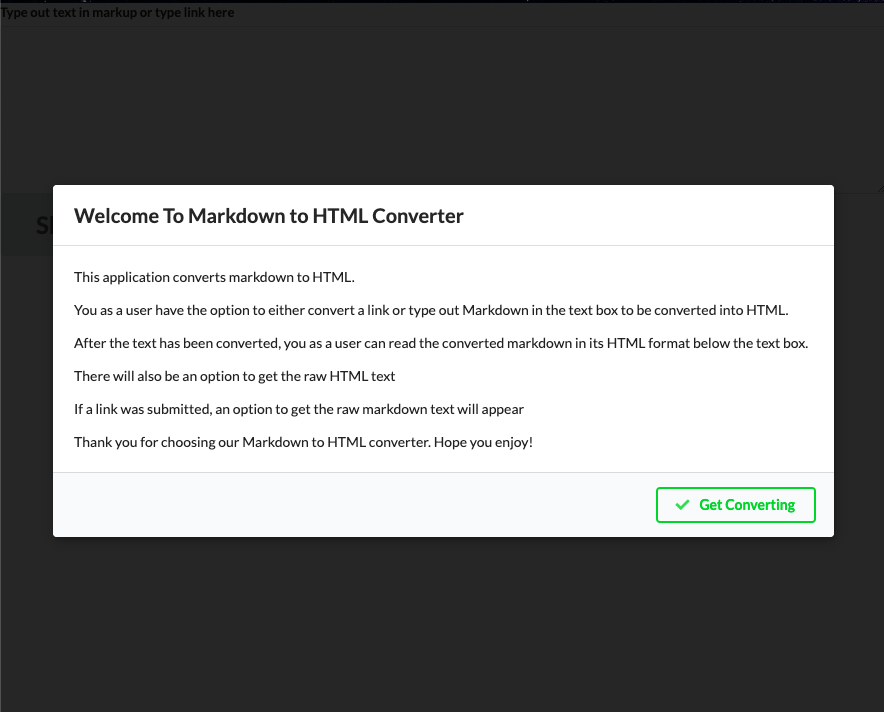 Type out text in markup or type link here
Welcome To Markdown to HTML Converter
This application converts markdown to HTML.
You as a user have the option to either convert a link or type out Markdown in the text box to be converted into HTML.
After the text has been converted, you as a user can read the converted markdown in its HTML format below the text box.
There will also be an option to get the raw HTML text
If a link was submitted, an option to get the raw markdown text will appear
Thank you for choosing our Markdown to HTML converter. Hope you enjoy!
Get Converting